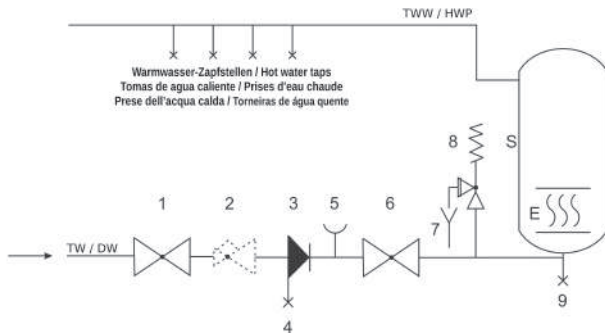 TWW / HWP
Warmwasser-Zapfstellen / Hot water taps
Tomas de agua caliente / Prises d'eau chaude
Prese dell'acqua calda / Torneiras de água quente
8
S
1
2
3
5
6
7
E
TW / DW
4
9